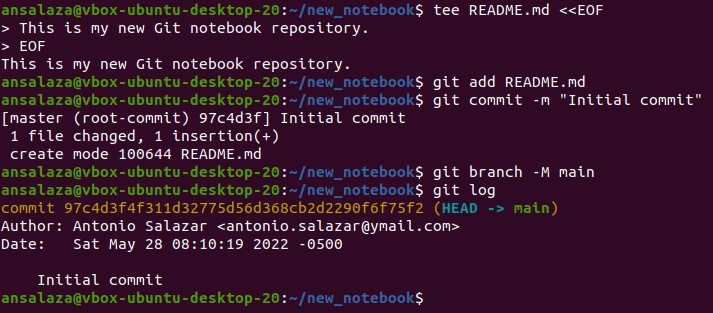 ansalaza@vbox-ubuntu-desktop-20:~/new_notebook$ tee README.md <<EOF
> This is my new Git notebook repository.
> EOF
This is my new Git notebook repository.
ansalaza@vbox-ubuntu-desktop-20:~/new_notebook$ git add README.md
ansalaza@vbox-ubuntu-desktop-20:~/new_notebook$ git commit -m "Initial commit"
[master (root-commit) 97c4d3f] Initial commit
 1 file changed, 1 insertion(+)
 create mode 100644 README.md
ansalaza@vbox-ubuntu-desktop-20:~/new_notebook$ git branch -M main
ansalaza@vbox-ubuntu-desktop-20:~/new_notebook$ git log
commit 97c4d3f4f311d32775d56d368cb2d2290f6f75f2 (HEAD -> main)
Author: Antonio Salazar <antonio.salazar@ymail.com>
Date:   Sat May 28 08:10:19 2022 -0500

    Initial commit
ansalaza@vbox-ubuntu-desktop-20:~/new_notebook$